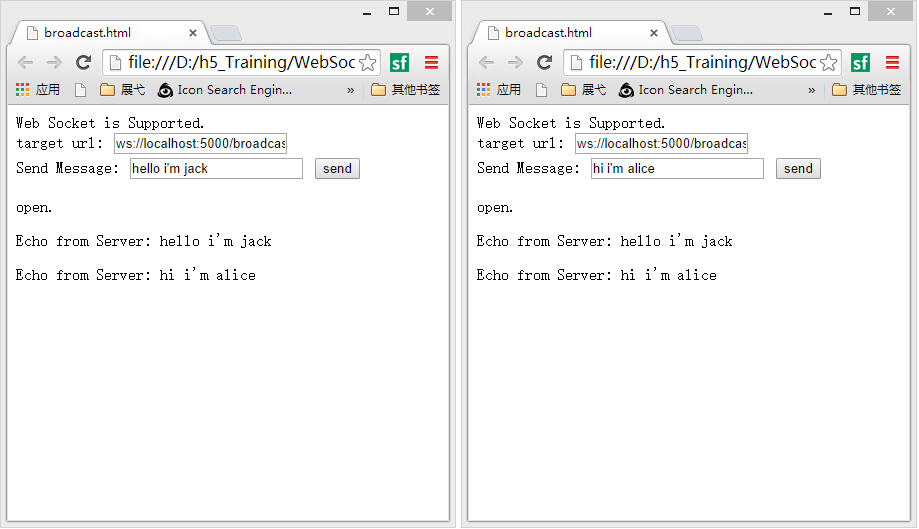 broadcast.html
file:///D:/h5_Training/WebSoc
sf
应用 展弋 Icon Search Engin... » 其他书签
Web Socket is Supported.
target url: ws://localhost:5000/broadcas
Send Message: hello i'm jack send
open.
Echo from Server: hello i'm jack
Echo from Server: hi i'm alice
broadcast.html
file:///D:/h5_Training/WebSoc
sf
应用 展弋 Icon Search Engin... » 其他书签
Web Socket is Supported.
target url: ws://localhost:5000/broadcas
Send Message: hi i'm alice send
open.
Echo from Server: hello i'm jack
Echo from Server: hi i'm alice